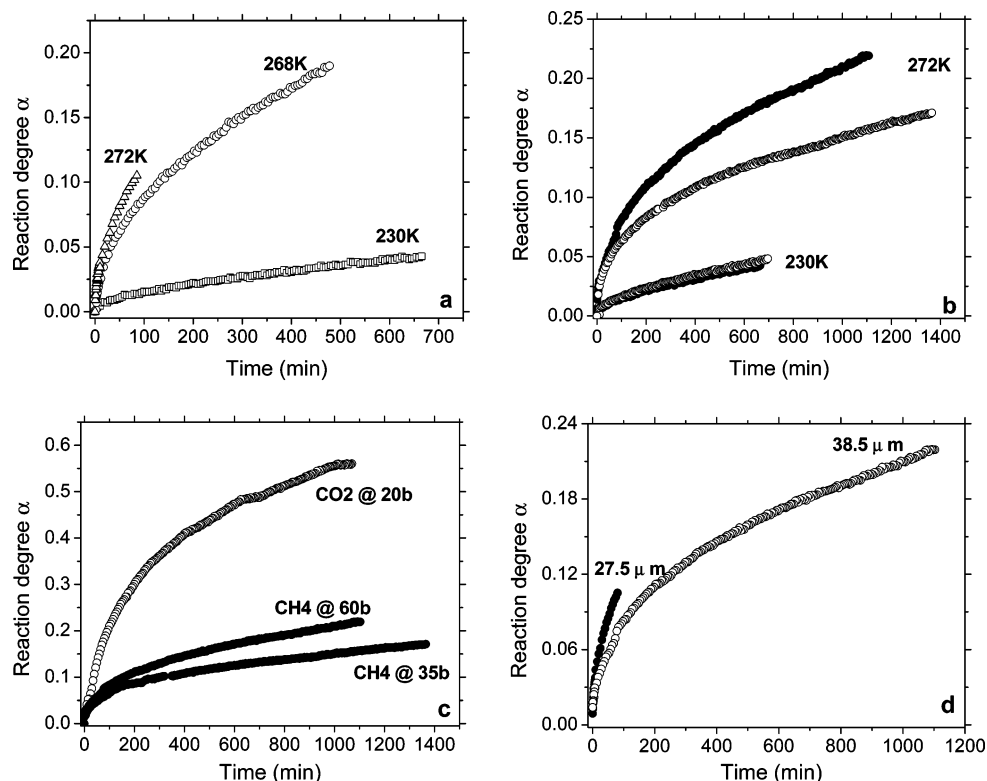 0.20
0.15
0.10
0.05
0.00
Reaction degree α
268K
272K
230K
a
0 100 200 300 400 500 600 700
Time (min)
0.25
0.20
0.15
0.10
0.05
0.00
Reaction degree α
272K
230K
b
0 200 400 600 800 1000 1200 1400
Time (min)
0.6
0.5
0.4
0.3
0.2
0.1
0.0
Reaction degree α
CO2 @ 20b
CH4 @ 60b
CH4 @ 35b
c
0 200 400 600 800 1000 1200 1400
Time (min)
0.24
0.18
0.12
0.06
0.00
Reaction degree α
38.5 μ m
27.5 μ m
d
0 200 400 600 800 1000 1200
Time (min)